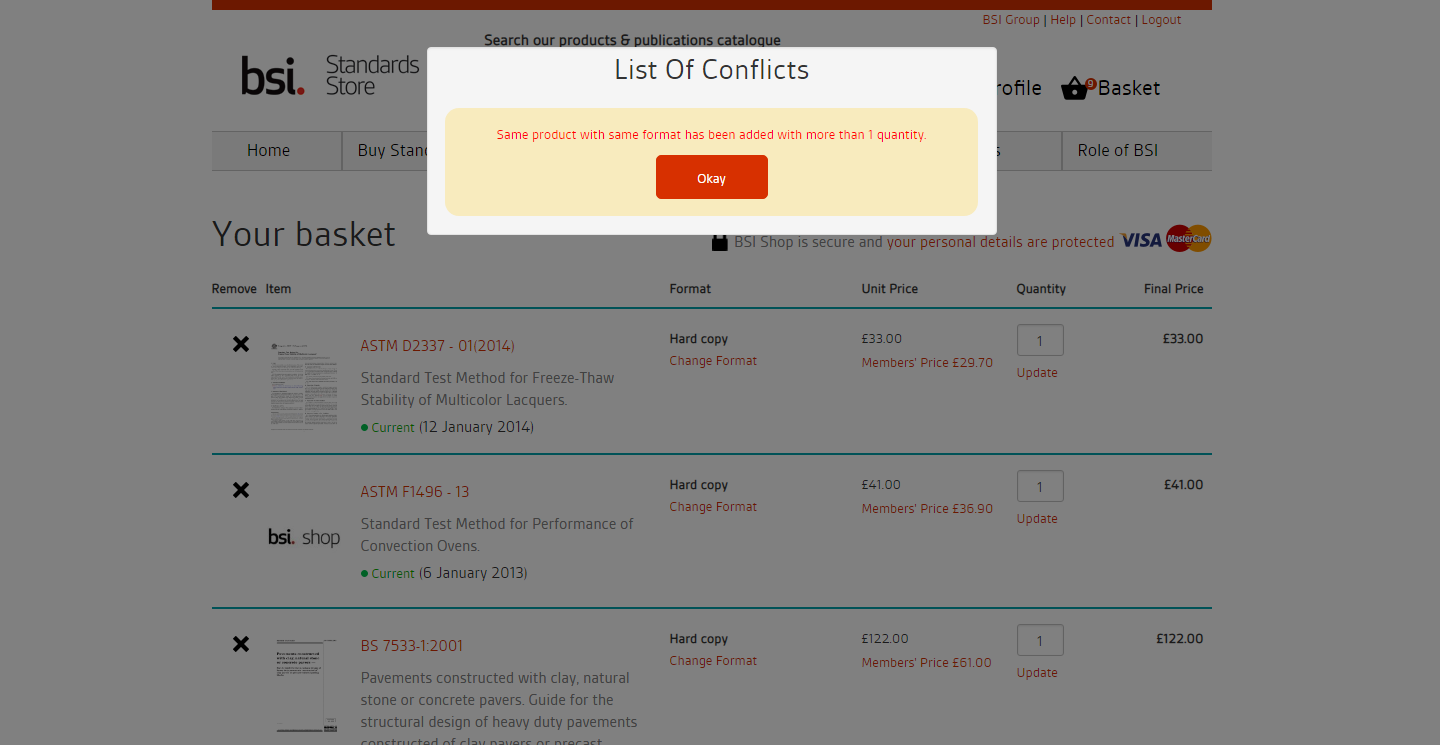 BSI Group | Help | Contact | Logout
Search our products & publications catalogue
bsi. Standards Store
List Of Conflicts
Same product with same format has been added with more than 1 quantity.
Okay
rofile 9 Basket
Home Buy Stan s Role of BSI
Your basket
BSI Shop is secure and your personal details are protected VISA MasterCard
Remove Item Format Unit Price Quantity Final Price
ASTM D2337 - 01(2014) Hard copy £33.00 1 £33.00
Change Format Members' Price £29.70 Update
Standard Test Method for Freeze-Thaw
Stability of Multicolor Lacquers.
Current (12 January 2014)
ASTM F1496 - 13 Hard copy £41.00 1 £41.00
Change Format Members' Price £36.90 Update
bsi. shop
Standard Test Method for Performance of
Convection Ovens.
Current (6 January 2013)
BS 7533-1:2001 Hard copy £122.00 1 £122.00
Change Format Members' Price £61.00 Update
Pavements constructed with clay, natural
stone or concrete pavers. Guide for the
structural design of heavy duty pavements
constructed of clay pavers or precast